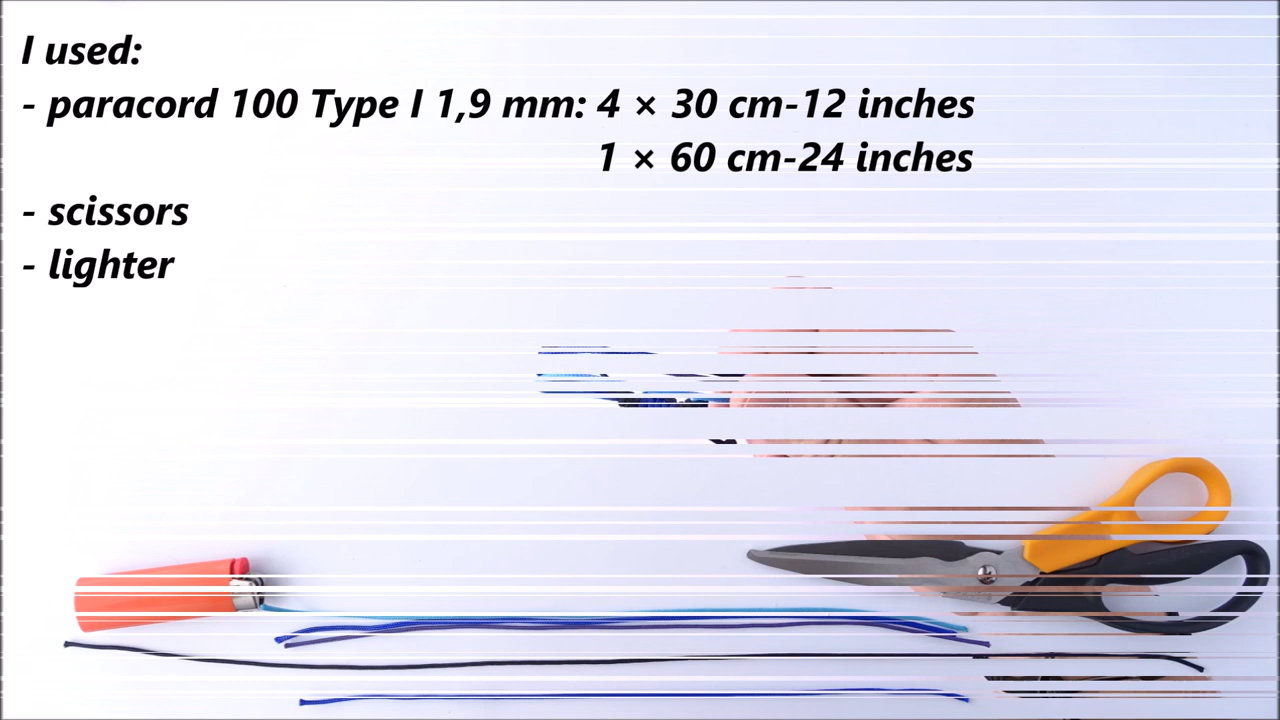 I used:
- paracord 100 Type I 1,9 mm: 4 × 30 cm-12 inches
1 × 60 cm-24 inches
- scissors
- lighter